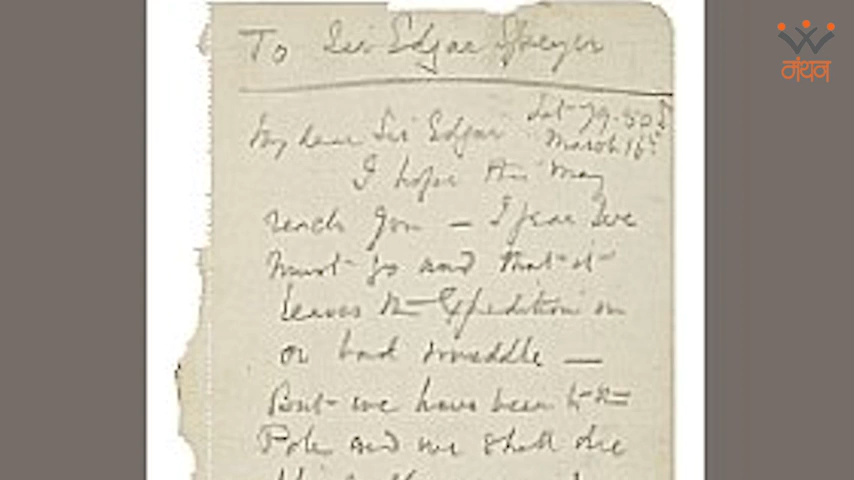 To Sir Edgar Speyer
मंथन
Lat 79.50 S
My dear Sir Edgar March 16th
I hope this may
reach you — I fear we
must go and that it
leaves the Expedition in
a bad muddle —
But we have been to the
Pole and we shall die